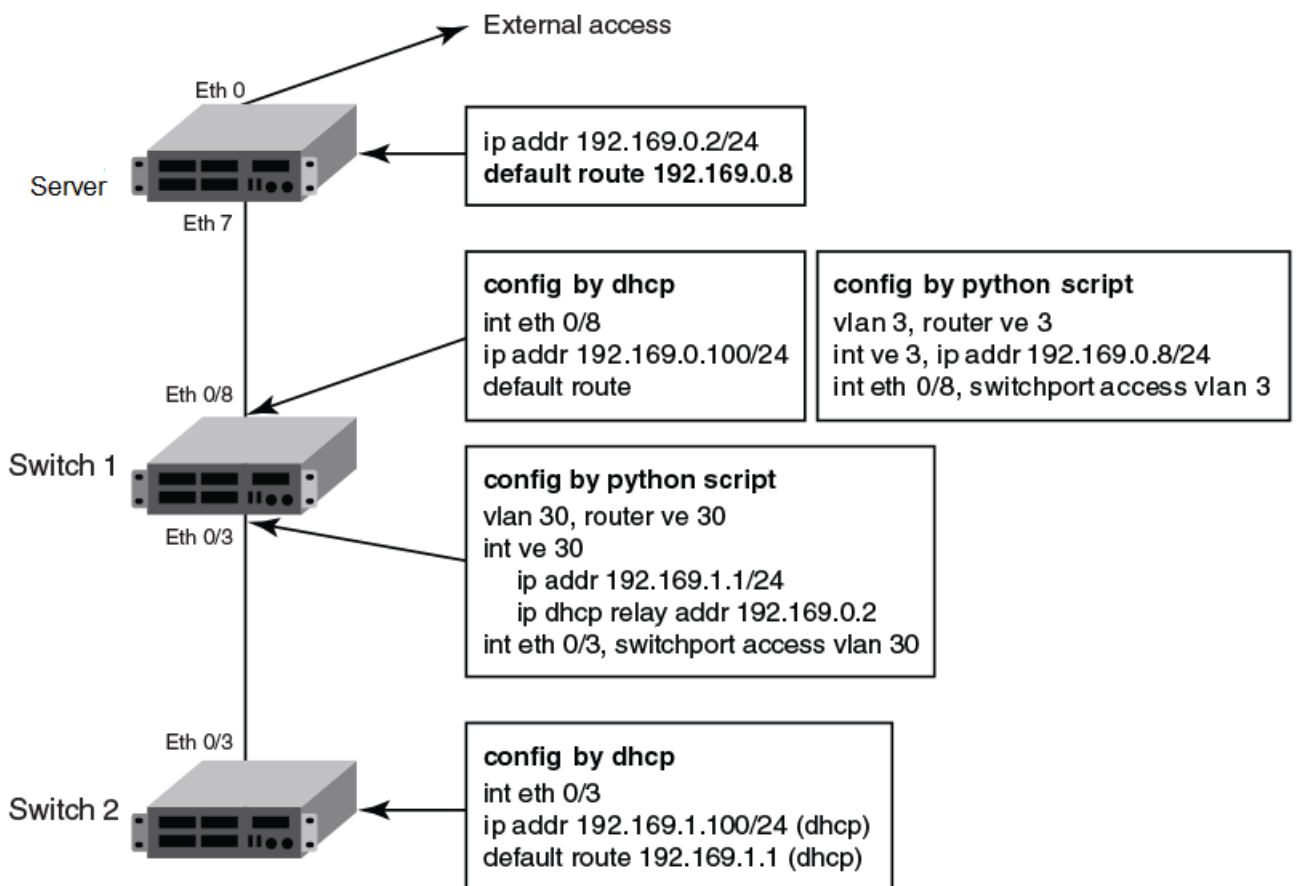 External access
Eth 0
ip addr 192.169.0.2/24
default route 192.169.0.8
Server
Eth 7
config by dhcp
int eth 0/8
ip addr 192.169.0.100/24
default route
config by python script
vlan 3, router ve 3
int ve 3, ip addr 192.169.0.8/24
int eth 0/8, switchport access vlan 3
Eth 0/8
Switch 1
Eth 0/3
config by python script
vlan 30, router ve 30
int ve 30
ip addr 192.169.1.1/24
ip dhcp relay addr 192.169.0.2
int eth 0/3, switchport access vlan 30
Eth 0/3
Switch 2
config by dhcp
int eth 0/3
ip addr 192.169.1.100/24 (dhcp)
default route 192.169.1.1 (dhcp)